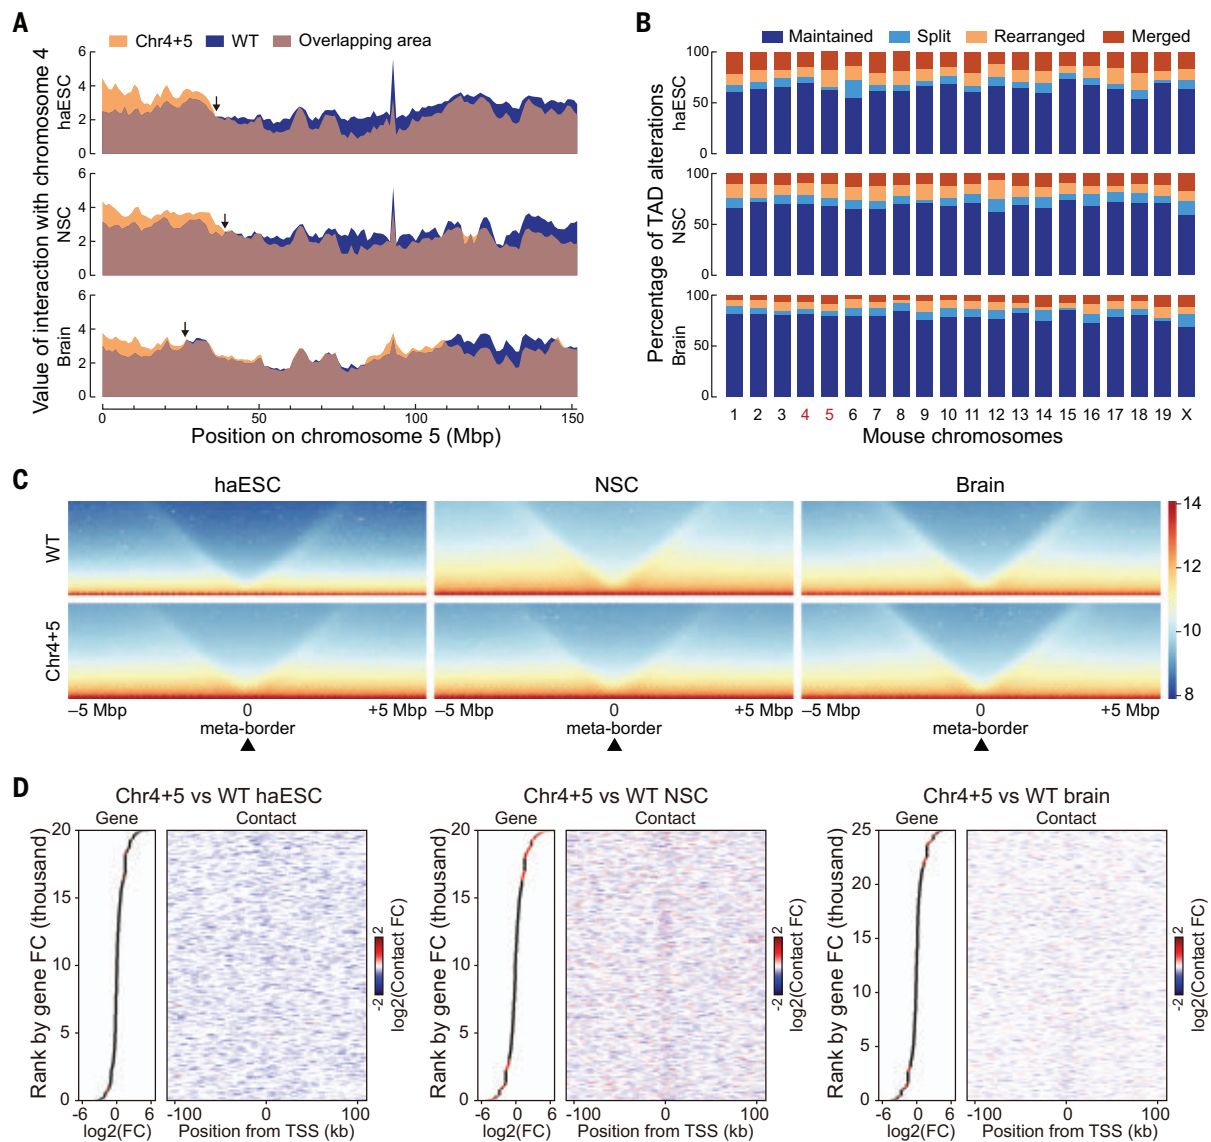 A
Chr4+5 WT Overlapping area
Value of interaction with chromosome 4
haESC
6
4
2
0
NSC
6
4
2
0
Brain
6
4
2
0
0 50 100 150
Position on chromosome 5 (Mbp)
B
Maintained Split Rearranged Merged
Percentage of TAD alterations
haESC
100
50
0
NSC
100
50
0
Brain
100
50
0
1 2 3 4 5 6 7 8 9 10 11 12 13 14 15 16 17 18 19 X
Mouse chromosomes
C
haESC NSC Brain
WT
Chr4+5
14
10
8
–5 Mbp 0 +5 Mbp –5 Mbp 0 +5 Mbp –5 Mbp 0 +5 Mbp
meta-border meta-border meta-border
D
Chr4+5 vs WT haESC
Gene Contact
Rank by gene FC (thousand)
20
15
10
5
0
-6 0 6
log2(FC)
-100 0 100
Position from TSS (kb)
-2 2
log2(Contact FC)
Chr4+5 vs WT NSC
Gene Contact
Rank by gene FC (thousand)
20
15
10
5
0
-6 0 6
log2(FC)
-100 0 100
Position from TSS (kb)
-2 2
log2(Contact FC)
Chr4+5 vs WT brain
Gene Contact
Rank by gene FC (thousand)
25
20
15
10
5
0
-6 0 6
log2(FC)
-100 0 100
Position from TSS (kb)
-2 2
log2(Contact FC)